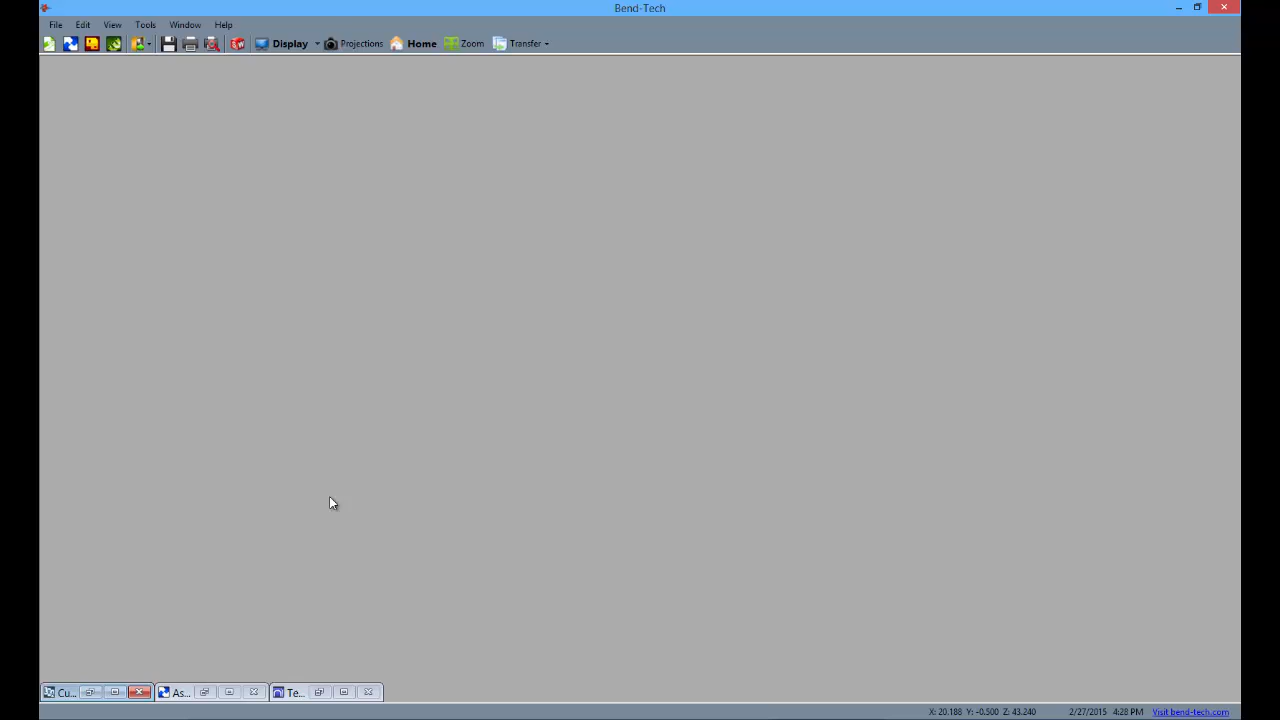 Bend-Tech
File Edit View Tools Window Help
Display Projections Home Zoom Transfer
Cu... As... Te...
X: 20.188 Y: -0.500 Z: 43.240 2/27/2015 4:28 PM Visit bend-tech.com